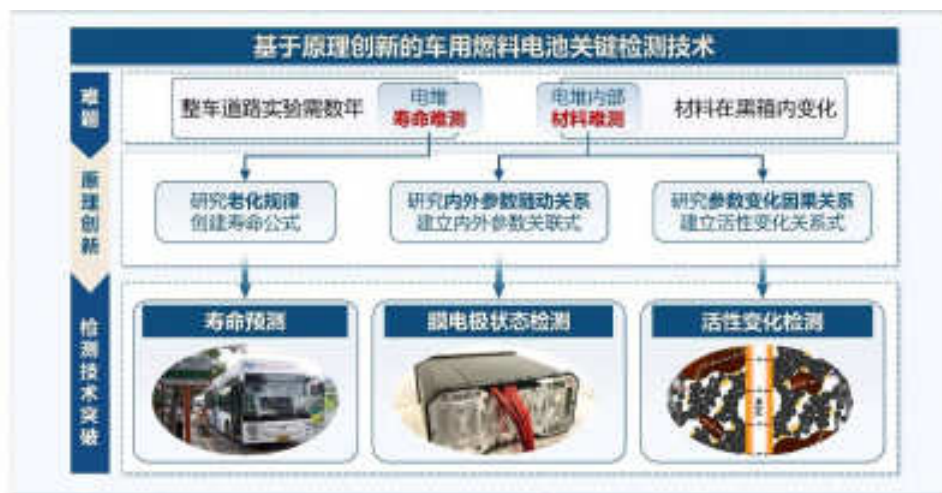 基于原理创新的车用燃料电池关键检测技术
难题
整车道路实验需数年
电堆
寿命难测
电堆内部
材料难测
材料在黑箱内变化
原理创新
研究老化规律
创建寿命公式
研究内外参数随动关系
建立内外参数关联式
研究参数变化因果关系
建立活性变化关系式
检测技术突破
寿命预测
膜电极状态检测
活性变化检测